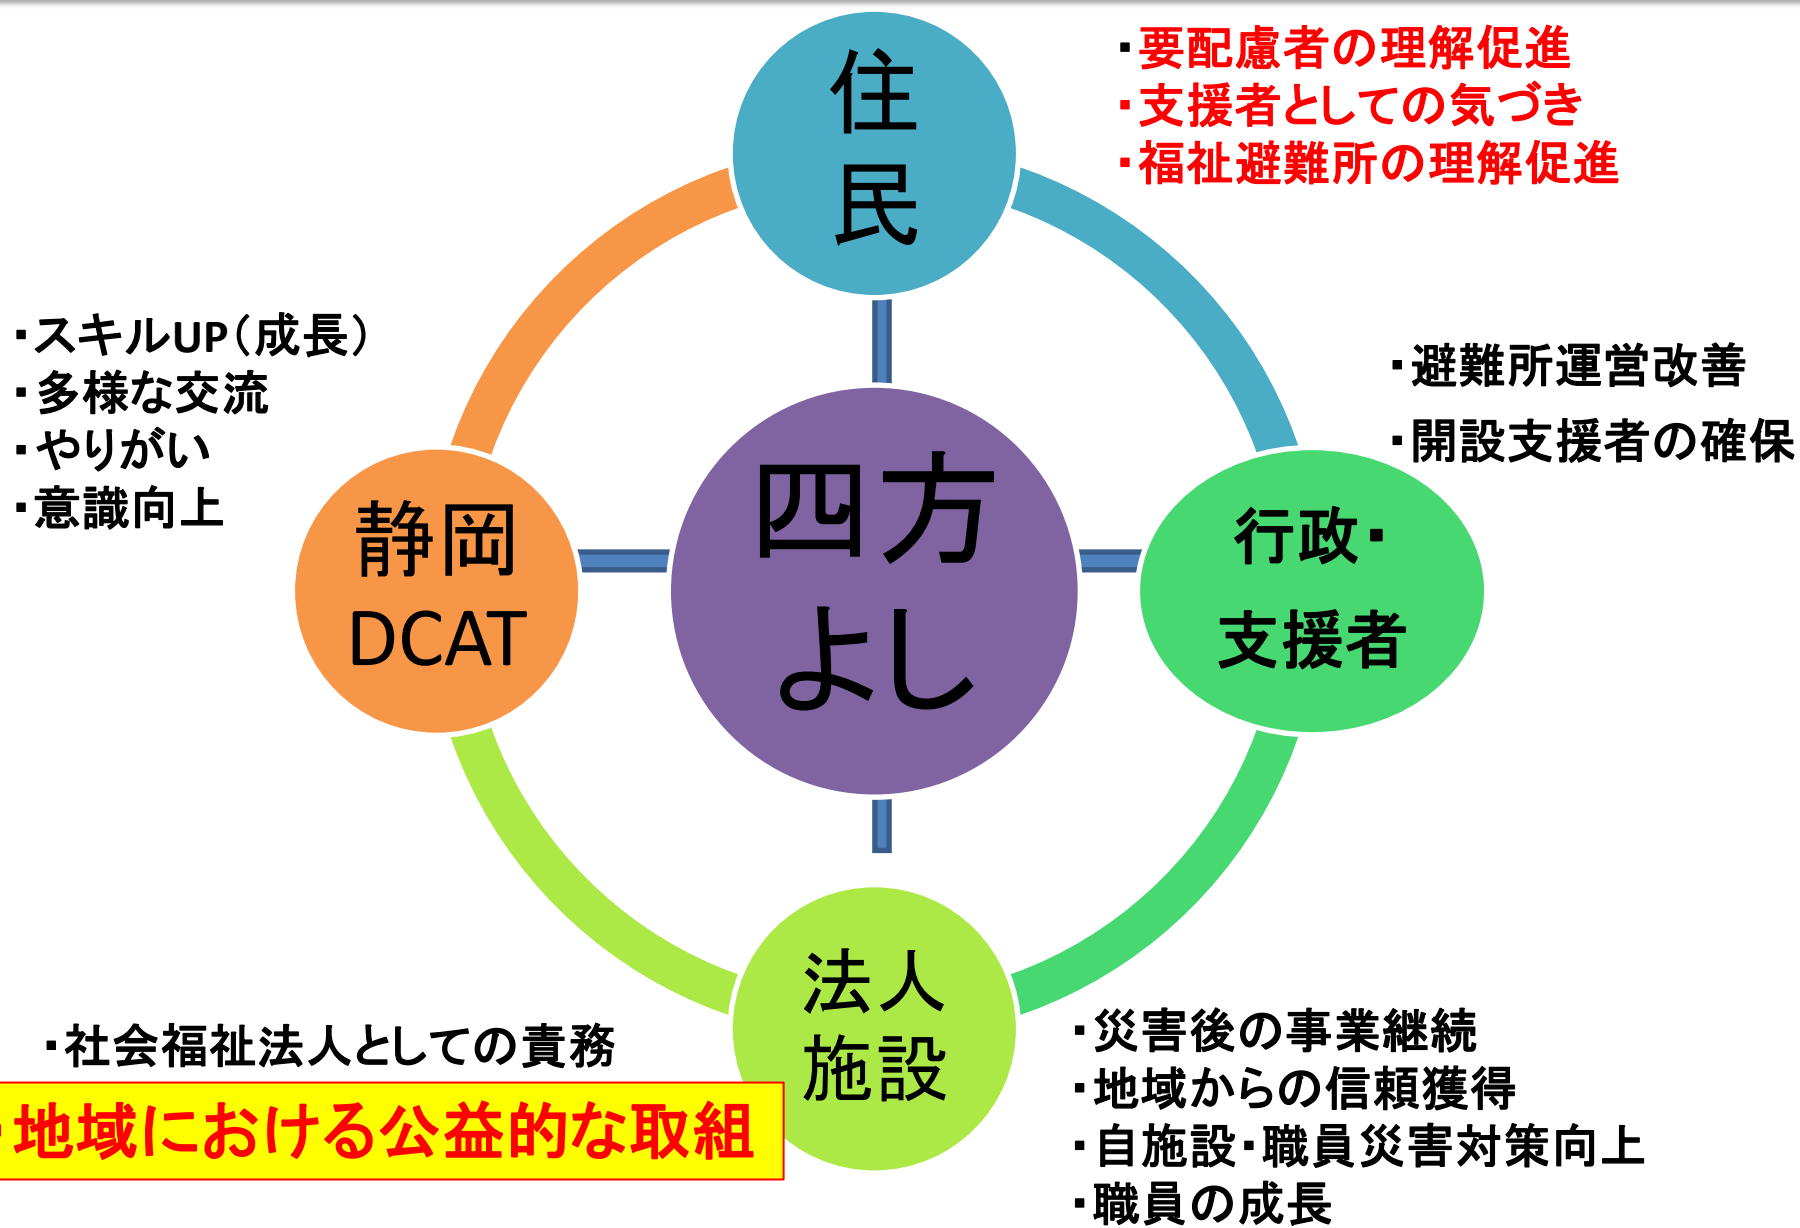 住
民
・要配慮者の理解促進
・支援者としての気づき
・福祉避難所の理解促進
・スキルUP（成長）
・多様な交流
・やりがい
・意識向上
・避難所運営改善
・開設支援者の確保
静岡
DCAT
四方
よし
行政・
支援者
法人
施設
・社会福祉法人としての責務
・地域における公益的な取組
・災害後の事業継続
・地域からの信頼獲得
・自施設・職員災害対策向上
・職員の成長